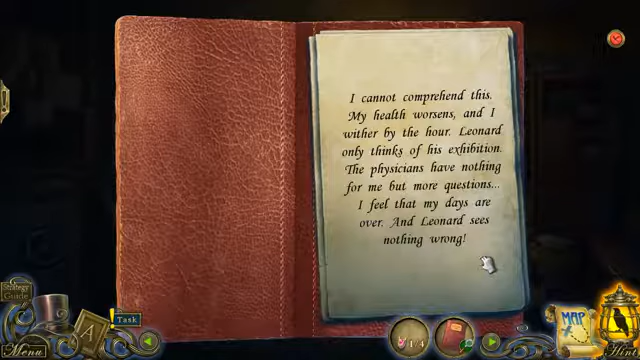 I cannot comprehend this.
My health worsens, and I
wither by the hour. Leonard
only thinks of his exhibition.
The physicians have nothing
for me but more questions...
I feel that my days are
over. And Leonard sees
nothing wrong!
Strategy
Guide
A
Task
Menu
1/4
MAP
Hint